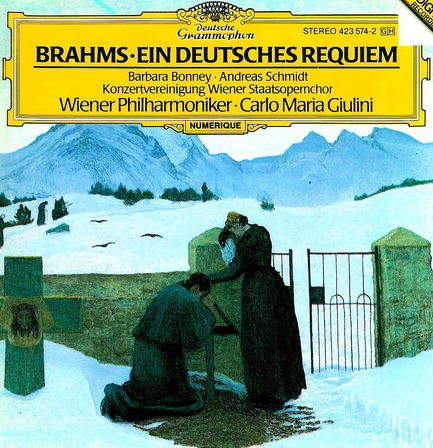 Deutsche
Grammophon
STEREO 423 574-2 GH
BRAHMS · EIN DEUTSCHES REQUIEM
Barbara Bonney · Andreas Schmidt
Konzertvereinigung Wiener Staatsopernchor
Wiener Philharmoniker · Carlo Maria Giulini
NUMERIQUE